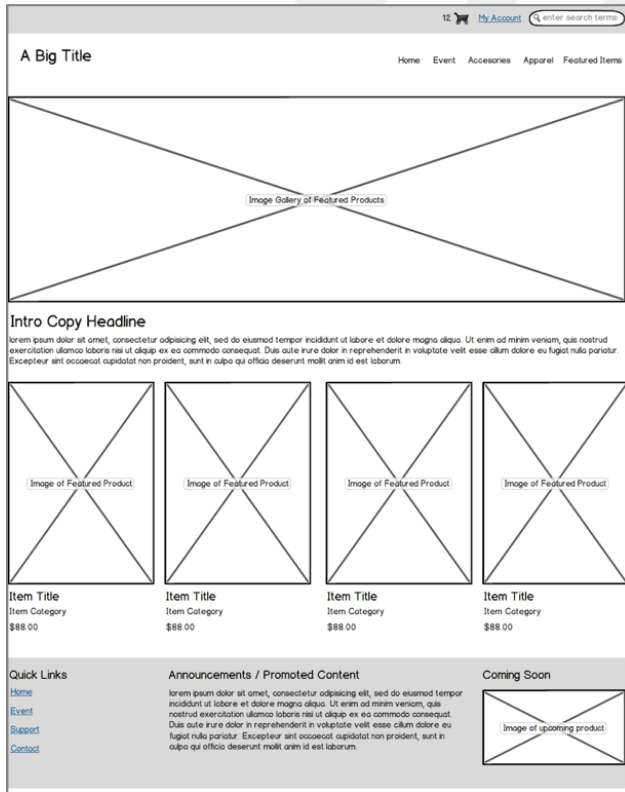 12 My Account enter search terms
A Big Title
Home Event Accesories Apparel Featured Items
Image Gallery of Featured Products
Intro Copy Headline
lorem ipsum dolor sit amet, consectetur adipisicing elit, sed do eiusmod tempor incididunt ut labore et dolore magna aliqua. Ut enim ad minim veniam, quis nostrud
exercitation ullamco laboris nisi ut aliquip ex ea commodo consequat. Duis aute irure dolor in reprehenderit in voluptate velit esse cillum dolore eu fugiat nulla pariatur.
Excepteur sint occaecat cupidatat non proident, sunt in culpa qui officia deserunt mollit anim id est laborum.
Image of Featured Product Image of Featured Product Image of Featured Product Image of Featured Product
Item Title Item Title Item Title Item Title
Item Category Item Category Item Category Item Category
$88.00 $88.00 $88.00 $88.00
Quick Links
Home
Event
Support
Contact
Announcements / Promoted Content
lorem ipsum dolor sit amet, consectetur adipisicing elit, sed do eiusmod tempor
incididunt ut labore et dolore magna aliqua. Ut enim ad minim veniam, quis
nostrud exercitation ullamco laboris nisi ut aliquip ex ea commodo consequat.
Duis aute irure dolor in reprehenderit in voluptate velit esse cillum dolore eu
fugiat nulla pariatur. Excepteur sint occaecat cupidatat non proident, sunt in
culpa qui officia deserunt mollit anim id est laborum.
Coming Soon
Image of upcoming product